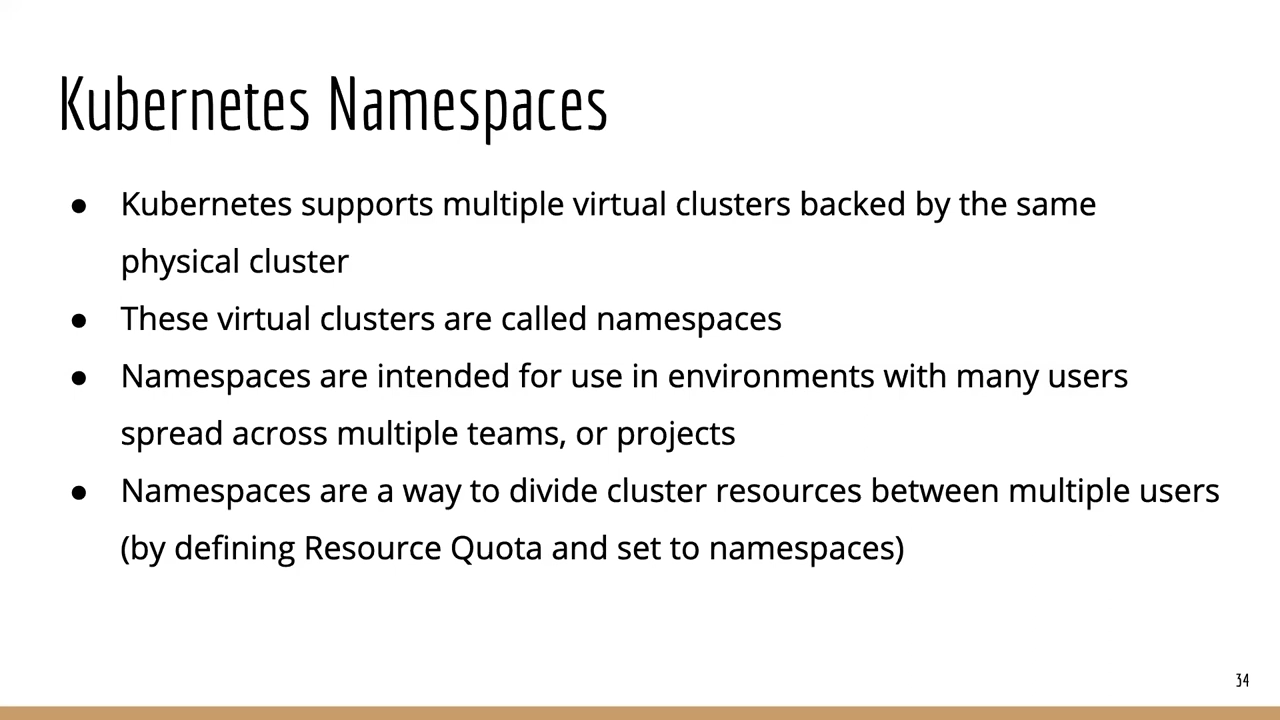 Kubernetes Namespaces
● Kubernetes supports multiple virtual clusters backed by the same
physical cluster
● These virtual clusters are called namespaces
● Namespaces are intended for use in environments with many users
spread across multiple teams, or projects
● Namespaces are a way to divide cluster resources between multiple users
(by defining Resource Quota and set to namespaces)
34